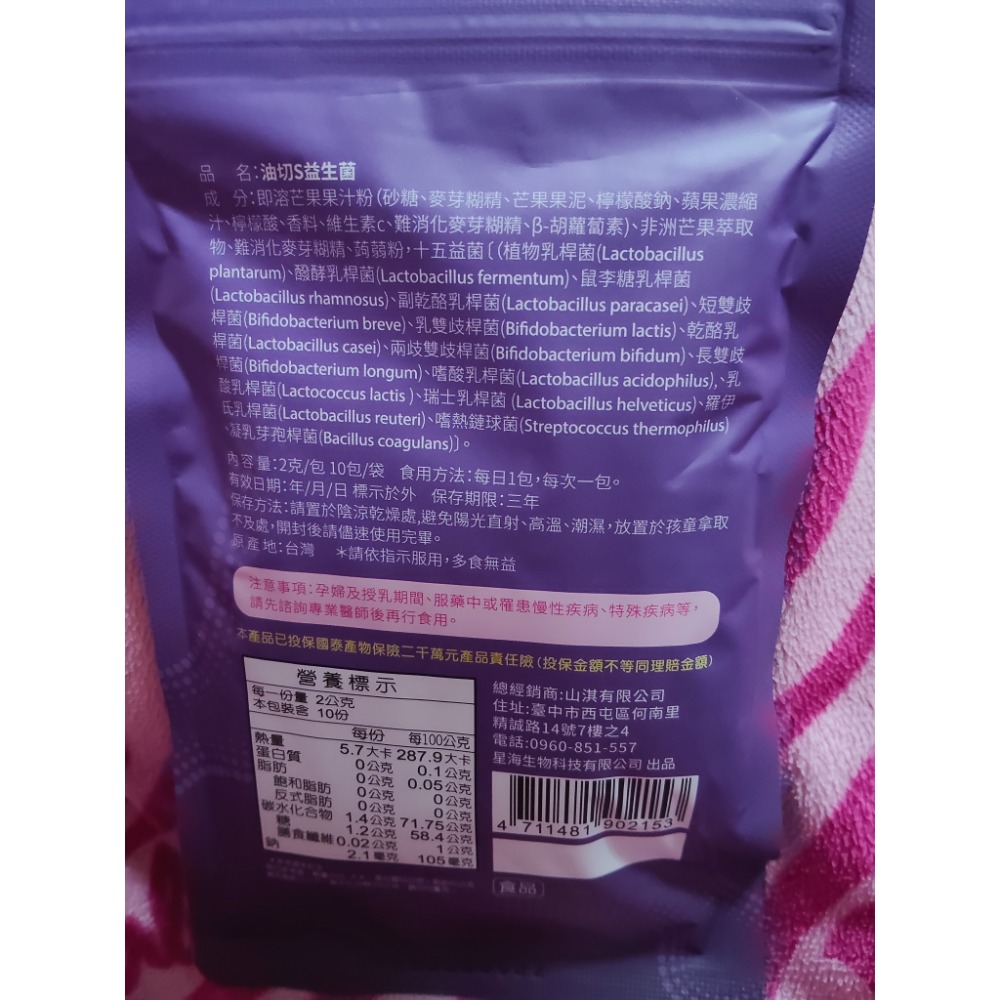 品 名:油切S益生菌
成 分:即溶芒果果汁粉(砂糖、麥芽糊精、芒果果泥、檸檬酸鈉、蘋果濃縮
汁、檸檬酸、香料、維生素c、難消化麥芽糊精、β-胡蘿蔔素)、非洲芒果萃取
物、難消化麥芽糊精、蒟蒻粉,十五益菌〔(植物乳桿菌(Lactobacillus
plantarum)、醱酵乳桿菌(Lactobacillus fermentum)、鼠李糖乳桿菌
(Lactobacillus rhamnosus)、副乾酪乳桿菌(Lactobacillus paracasei)、短雙歧
桿菌(Bifidobacterium breve)、乳雙歧桿菌(Bifidobacterium lactis)、乾酪乳
桿菌(Lactobacillus casei)、兩歧雙歧桿菌(Bifidobacterium bifidum)、長雙歧
桿菌(Bifidobacterium longum)、嗜酸乳桿菌(Lactobacillus acidophilus),、乳
酸乳桿菌(Lactococcus lactis )、瑞士乳桿菌 (Lactobacillus helveticus)、羅伊
氏乳桿菌(Lactobacillus reuteri)、嗜熱鏈球菌(Streptococcus thermophilus)
、凝乳芽孢桿菌(Bacillus coagulans)〕。
內容量:2克/包 10包/袋 食用方法:每日1包,每次一包。
有效日期:年/月/日 標示於外 保存期限:三年
保存方法:請置於陰涼乾燥處,避免陽光直射、高溫、潮濕,放置於孩童拿取
不及處,開封後請儘速使用完畢。
原產地:台灣 *請依指示服用,多食無益
注意事項:孕婦及授乳期間、服藥中或罹患慢性疾病、特殊疾病等,
請先諮詢專業醫師後再行食用。
本產品已投保國泰產物保險二千萬元產品責任險(投保金額不等同理賠金額)
營養標示
每一份量 2公克
本包裝含 10份
每份 每100公克
熱量 5.7大卡 287.9大卡
蛋白質 0公克 0.1公克
脂肪 0公克 0.05公克
飽和脂肪 0公克 0公克
反式脂肪 0公克 0公克
碳水化合物 1.4公克 71.75公克
糖 1.2公克 58.4公克
膳食纖維 0.02公克 1公克
鈉 2.1毫克 105毫克
總經銷商:山淇有限公司
住址:臺中市西屯區何南里
精誠路14號7樓之4
電話:0960-851-557
星海生物科技有限公司 出品
4 711481 902153
〔食品〕